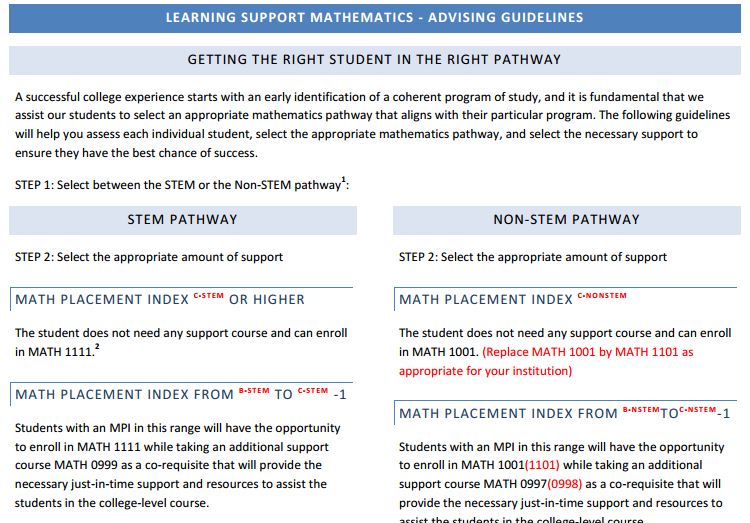 LEARNING SUPPORT MATHEMATICS - ADVISING GUIDELINES
GETTING THE RIGHT STUDENT IN THE RIGHT PATHWAY
A successful college experience starts with an early identification of a coherent program of study, and it is fundamental that we
assist our students to select an appropriate mathematics pathway that aligns with their particular program. The following guidelines
will help you assess each individual student, select the appropriate mathematics pathway, and select the necessary support to
ensure they have the best chance of success.
STEP 1: Select between the STEM or the Non-STEM pathway1:
STEM PATHWAY
STEP 2: Select the appropriate amount of support
MATH PLACEMENT INDEX C-STEM OR HIGHER
The student does not need any support course and can enroll
in MATH 1111.2
MATH PLACEMENT INDEX FROM B-STEM TO C-STEM -1
Students with an MPI in this range will have the opportunity
to enroll in MATH 1111 while taking an additional support
course MATH 0999 as a co-requisite that will provide the
necessary just-in-time support and resources to assist the
students in the college-level course.
NON-STEM PATHWAY
STEP 2: Select the appropriate amount of support
MATH PLACEMENT INDEX C-NONSTEM
The student does not need any support course and can enroll
in MATH 1001. (Replace MATH 1001 by MATH 1101 as
appropriate for your institution)
MATH PLACEMENT INDEX FROM B-NSTEMTOC-NSTEM-1
Students with an MPI in this range will have the opportunity
to enroll in MATH 1001(1101) while taking an additional
support course MATH 0997(0998) as a co-requisite that will
provide the necessary just-in-time support and resources to
assist the students in the college-level course